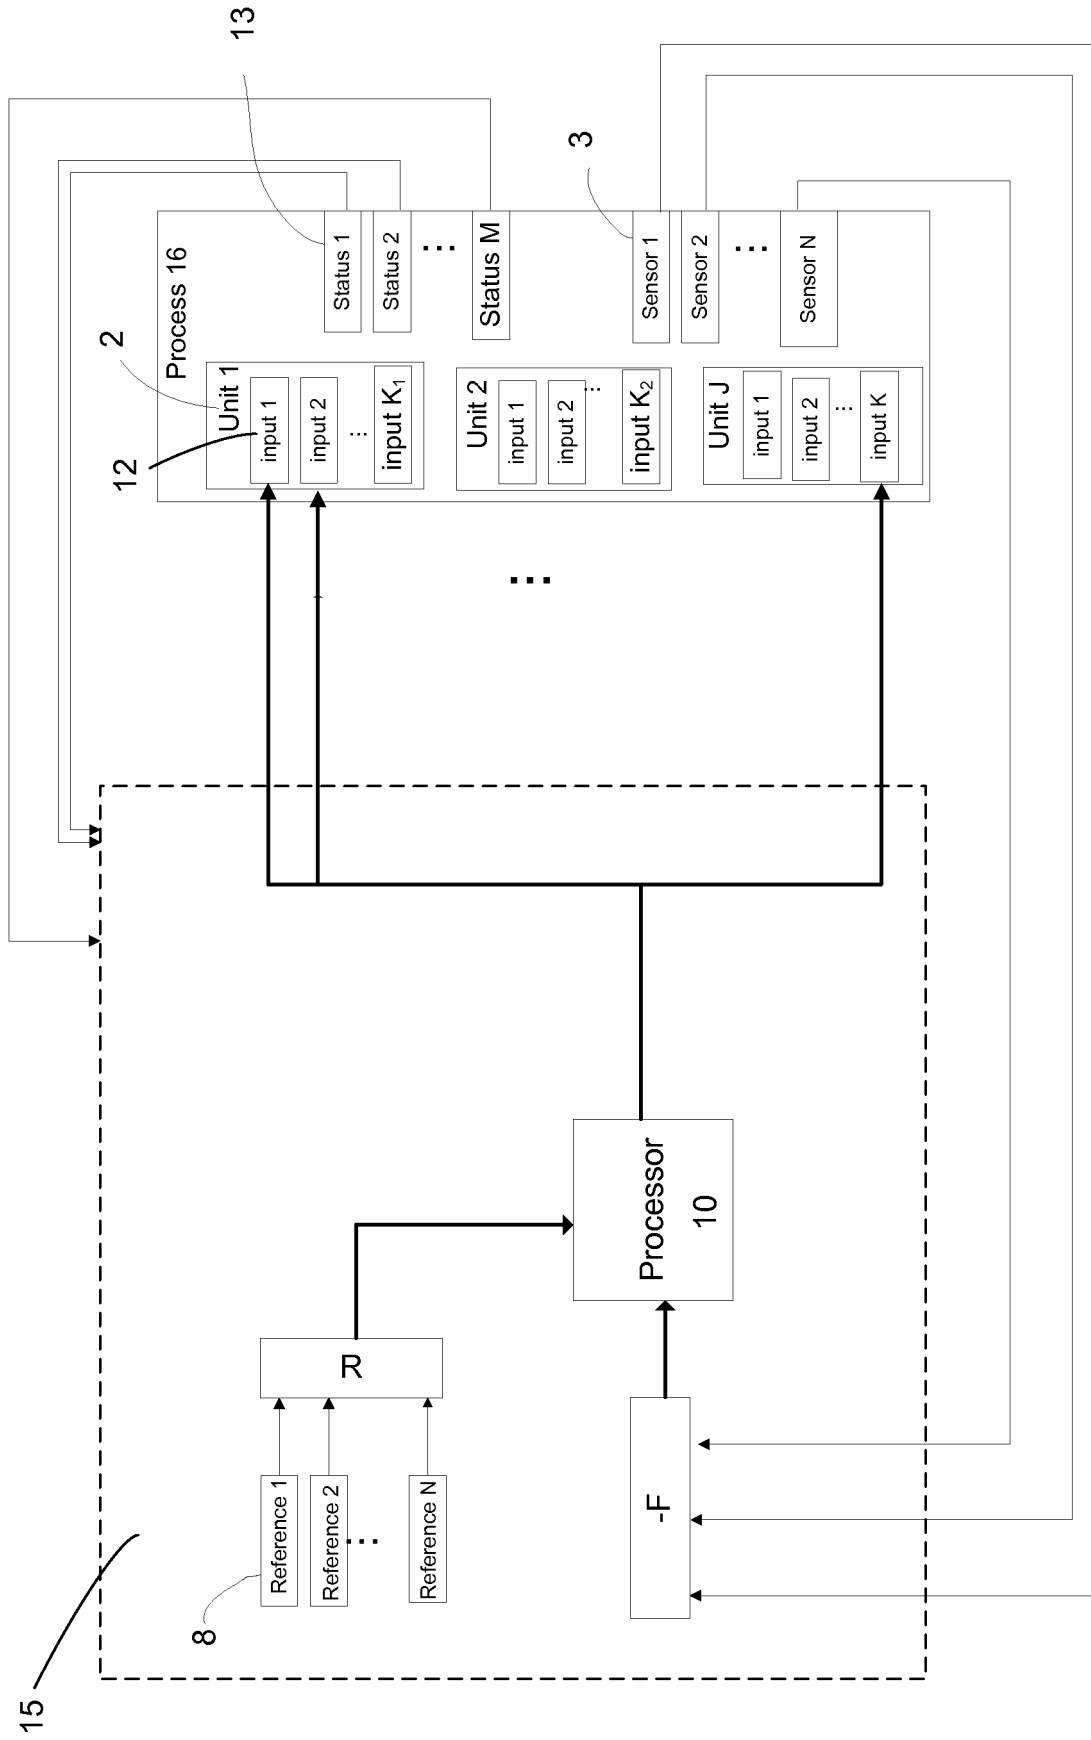 15
8
Reference 1
Reference 2
...
Reference N
R
-F
Processor
10
...
Process 16
12
2
Unit 1
input 1
input 2
...
input K₁
Unit 2
input 1
input 2
...
input K₂
Unit J
input 1
input 2
...
input K
13
Status 1
Status 2
...
Status M
3
Sensor 1
Sensor 2
...
Sensor N